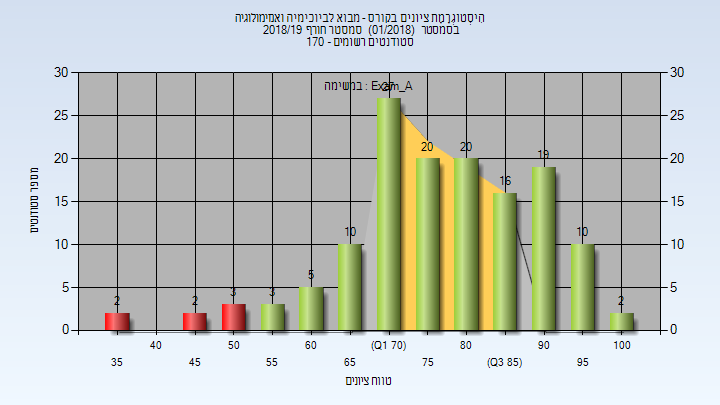 היסטוגרמת ציונים בקורס - מבוא לביוכימיה ואנזימולוגיה
בסמסטר (01/2018) סמסטר חורף 2018/19
סטודנטים רשומים - 170
במשימה : Exam_A
30 30
27
25 25
20 20 20 20
19
16
15 15
10 10 10 10
5 5 5
3 3
2 2 2
0 0
מספר סטודנטים
40 50 60 (Q1 70) 80 90 100
35 45 55 65 75 (Q3 85) 95
טווח ציונים